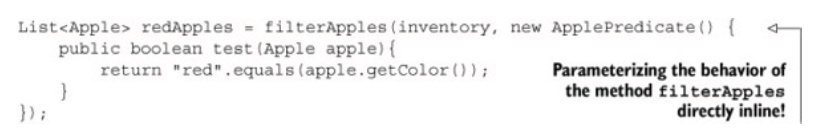 List<Apple> redApples = filterApples(inventory, new ApplePredicate() {
    public boolean test(Apple apple){
        return "red".equals(apple.getColor());
    }
});
Parameterizing the behavior of
the method filterApples
directly inline!